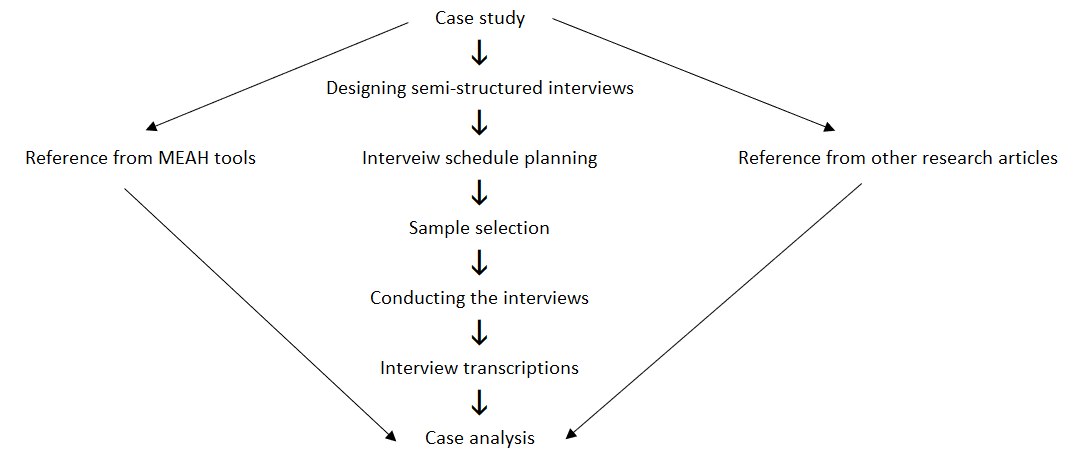 Case study
Designing semi-structured interviews
Reference from MEAH tools
Interveiw schedule planning
Reference from other research articles
Sample selection
Conducting the interviews
Interview transcriptions
Case analysis